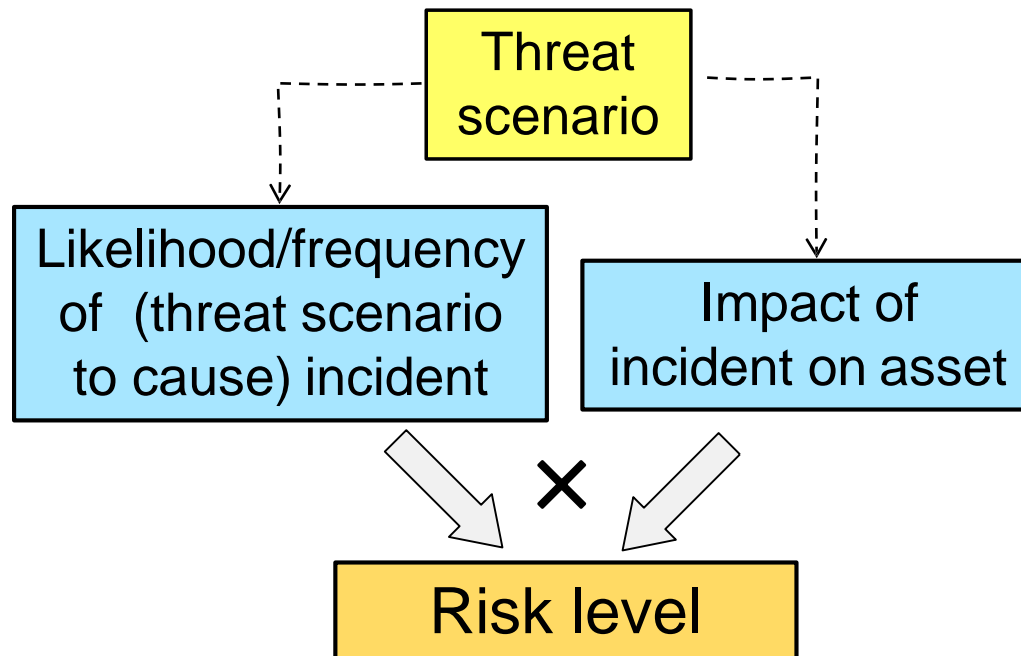 Threat
scenario
Likelihood/frequency
of (threat scenario
to cause) incident
Impact of
incident on asset
×
Risk level